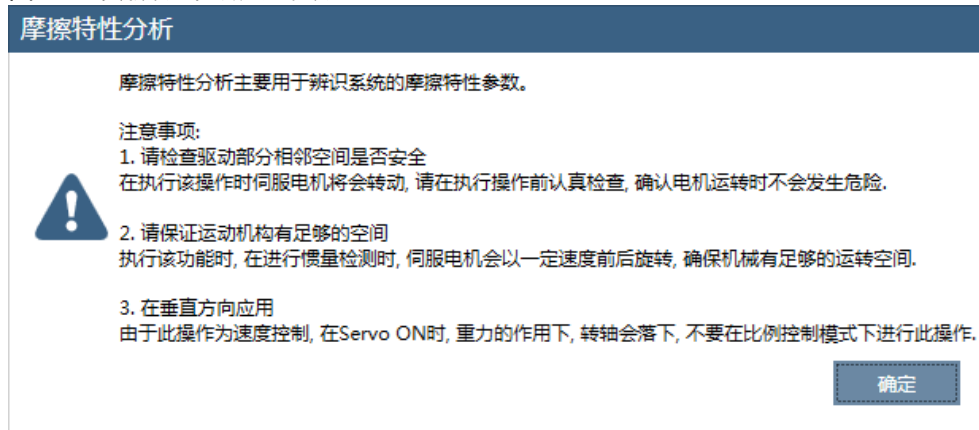 摩擦特性分析
摩擦特性分析主要用于辨识系统的摩擦特性参数。
注意事项:
1. 请检查驱动部分相邻空间是否安全
在执行该操作时伺服电机将会转动, 请在执行操作前认真检查, 确认电机运转时不会发生危险.
2. 请保证运动机构有足够的空间
执行该功能时, 在进行惯量检测时, 伺服电机会以一定速度前后旋转, 确保机械有足够的运转空间.
3. 在垂直方向应用
由于此操作为速度控制, 在Servo ON时, 重力的作用下, 转轴会落下, 不要在比例控制模式下进行此操作.
确定